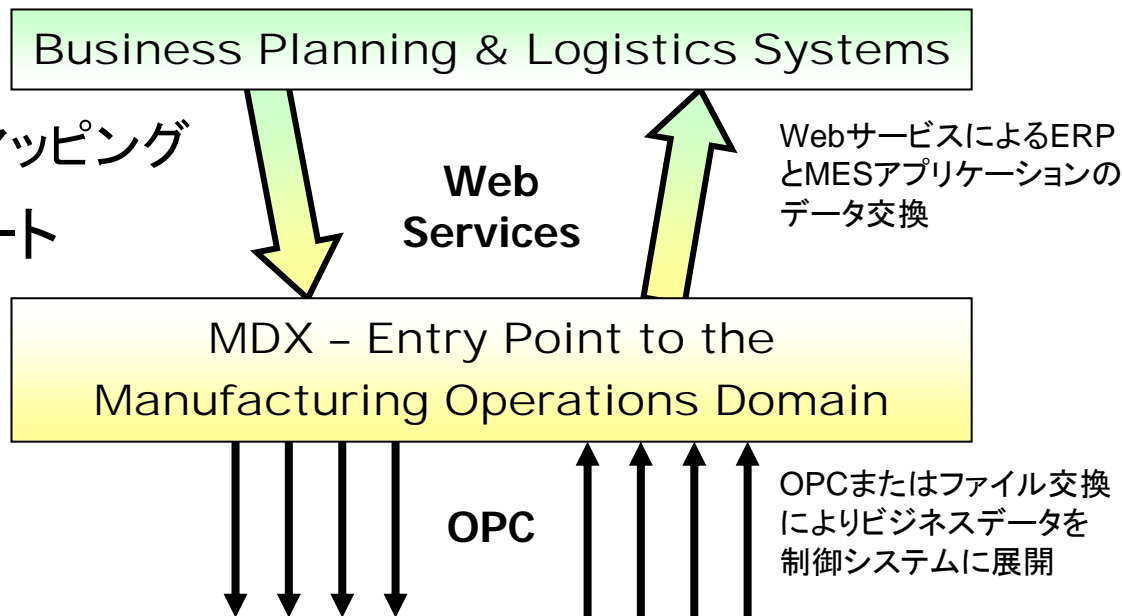 Business Planning & Logistics Systems
ッピング
ート
Web
Services
WebサービスによるERP
とMESアプリケーションの
データ交換
MDX – Entry Point to the
Manufacturing Operations Domain
OPC
OPCまたはファイル交換
によりビジネスデータを
制御システムに展開